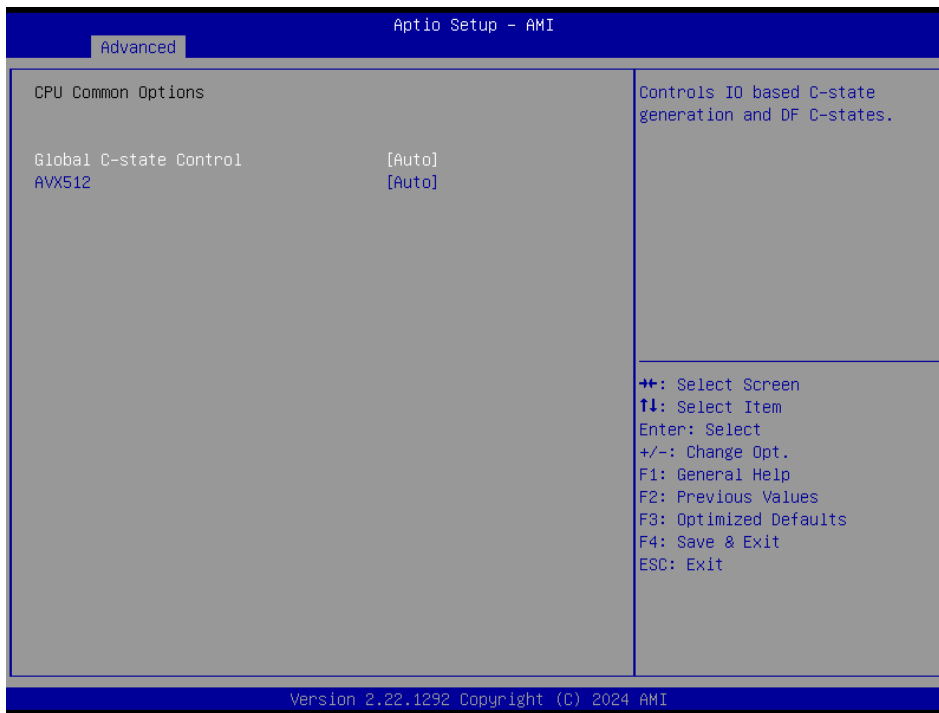 Aptio Setup – AMI
Advanced
CPU Common Options
Global C-state Control [Auto]
AVX512 [Auto]
Controls IO based C-state
generation and DF C-states.
→←: Select Screen
↑↓: Select Item
Enter: Select
+/-: Change Opt.
F1: General Help
F2: Previous Values
F3: Optimized Defaults
F4: Save & Exit
ESC: Exit
Version 2.22.1292 Copyright (C) 2024 AMI